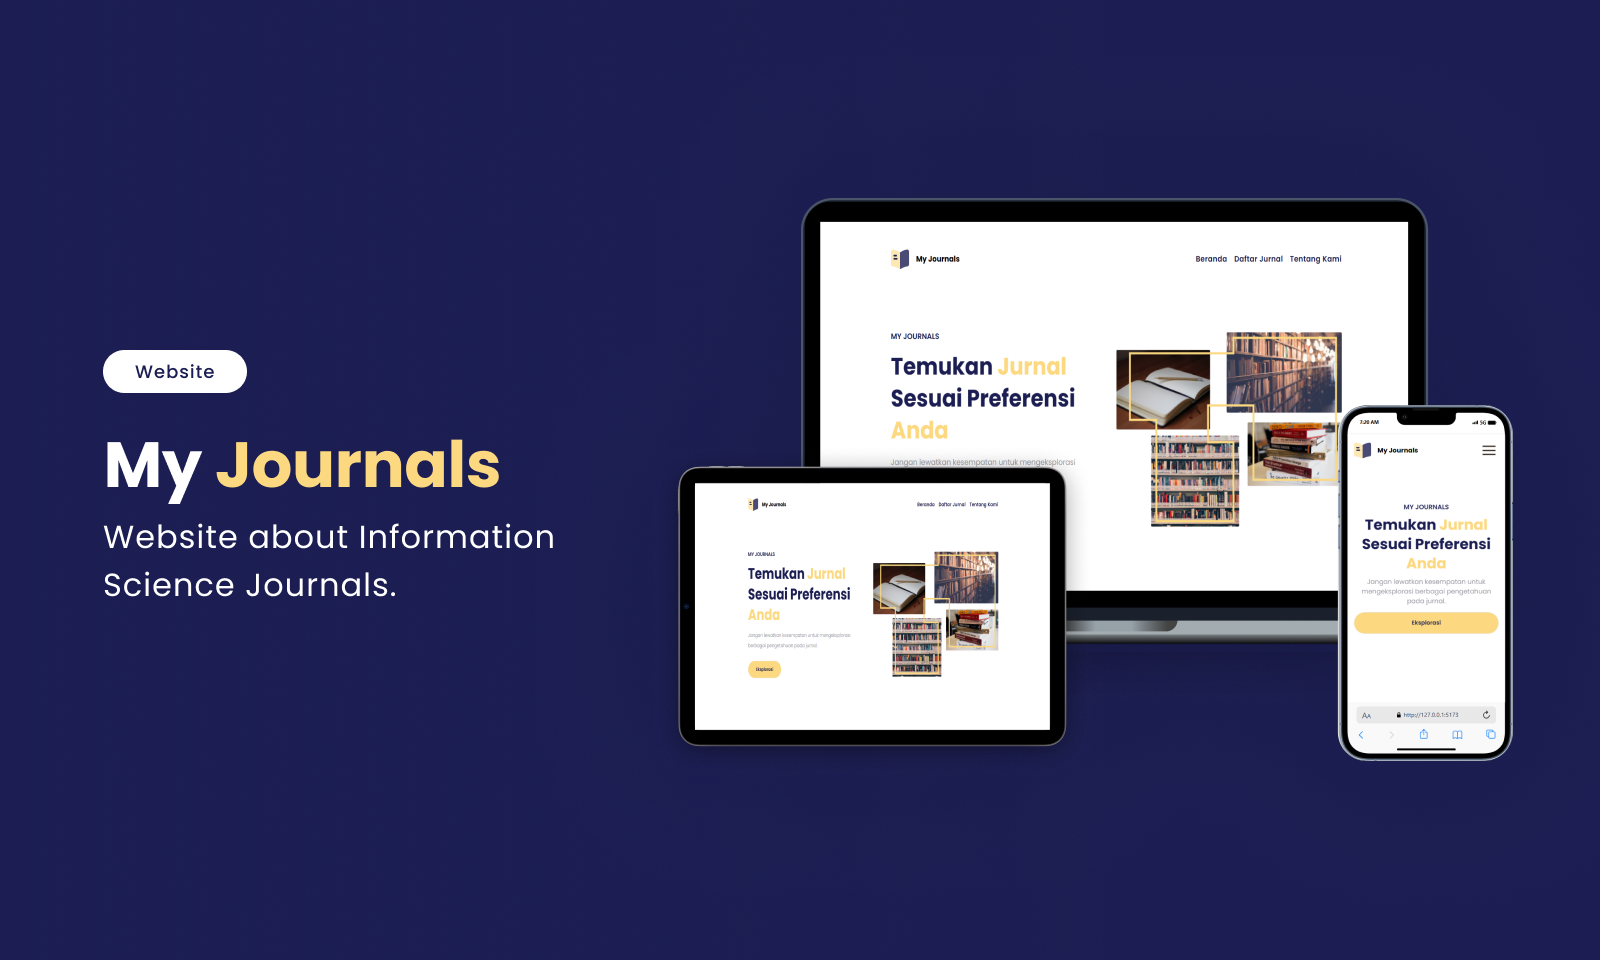 Website
My Journals
Website about Information
Science Journals.
My Journals
Beranda Daftar Jurnal Tentang Kami
MY JOURNALS
Temukan Jurnal
Sesuai Preferensi
Anda
Jangan lewatkan kesempatan untuk mengeksplorasi
My Journals
Beranda Daftar Jurnal Tentang Kami
MY JOURNALS
Temukan Jurnal
Sesuai Preferensi
Anda
Jangan lewatkan kesempatan untuk mengeksplorasi
berbagai pengetahuan pada jurnal.
Eksplorasi
7:20 AM
5G
My Journals
MY JOURNALS
Temukan Jurnal
Sesuai Preferensi
Anda
Jangan lewatkan kesempatan untuk
mengeksplorasi berbagai pengetahuan
pada jurnal.
Eksplorasi
AA http://127.0.0.1:5173